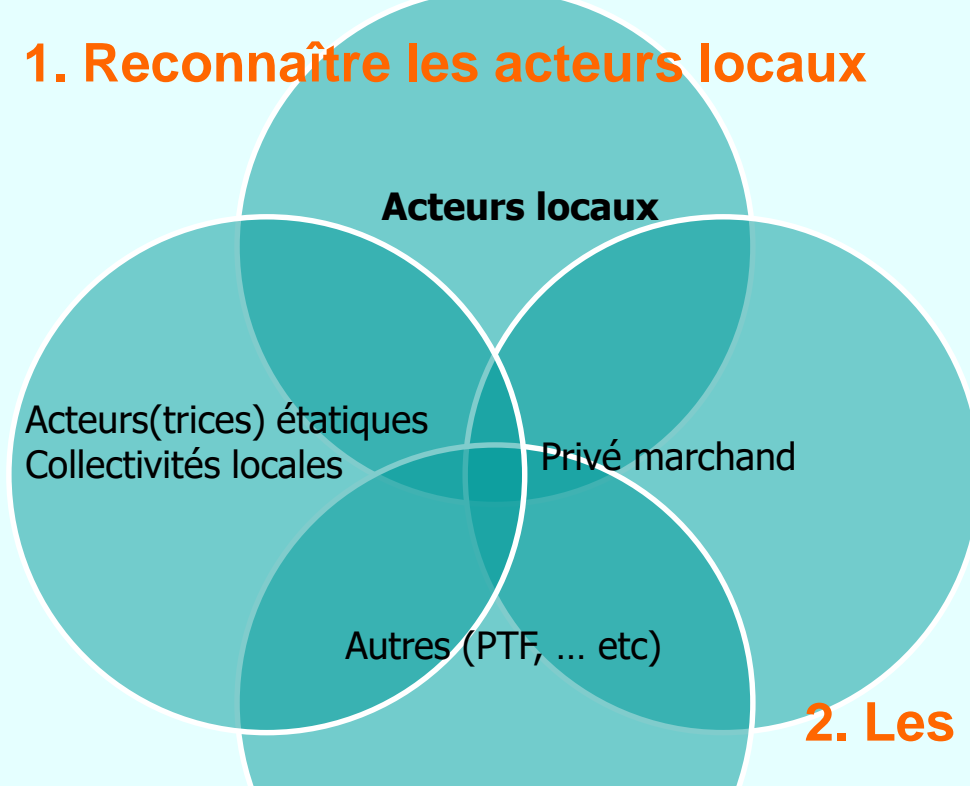 1. Reconnaître les acteurs locaux
Acteurs locaux
Acteurs(trices) étatiques
Collectivités locales
Privé marchand
Autres (PTF, … etc)
2. Les